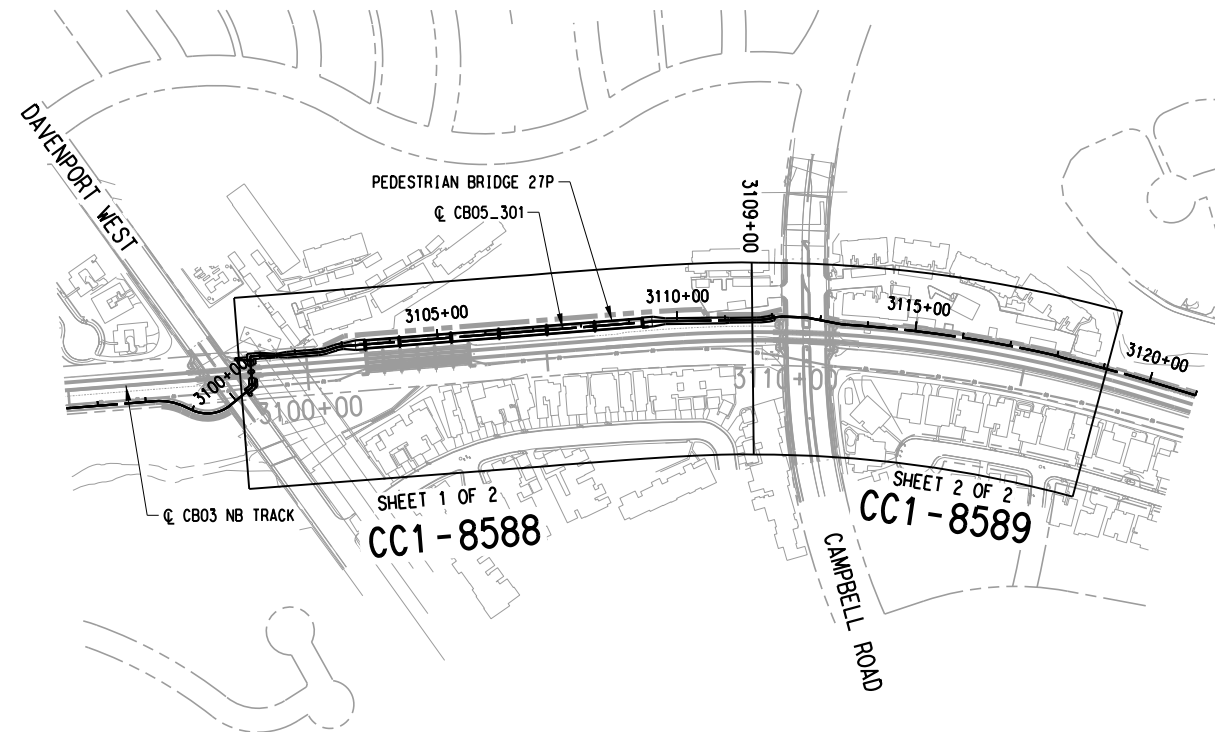 DAVENPORT WEST
PEDESTRIAN BRIDGE 27P
℄ CB05_301
3109+00
3105+00
3110+00
3115+00
3120+00
3100+00
3100+00
3110+00
℄ CB03 NB TRACK
SHEET 1 OF 2
CC1-8588
SHEET 2 OF 2
CC1-8589
CAMPBELL ROAD